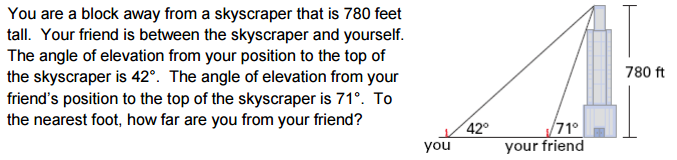 You are a block away from a skyscraper that is 780 feet
tall.  Your friend is between the skyscraper and yourself.
The angle of elevation from your position to the top of
the skyscraper is 42°.  The angle of elevation from your
friend's position to the top of the skyscraper is 71°.  To
the nearest foot, how far are you from your friend?
780 ft
42°
71°
you
your friend